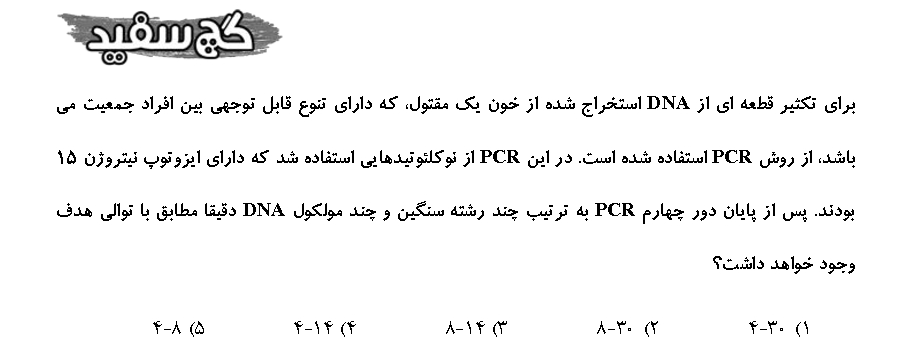 گچ سفید
برای تکثیر قطعه ای از DNA استخراج شده از خون یک مقتول، که دارای تنوع قابل توجهی بین افراد جمعیت می
باشد، از روش PCR استفاده شده است. در این PCR از نوکلئوتیدهایی استفاده شد که دارای ایزوتوپ نیتروژن ۱۵
بودند. پس از پایان دور چهارم PCR به ترتیب چند رشته سنگین و چند مولکول DNA دقیقا مطابق با توالی هدف
وجود خواهد داشت؟
۱) ۳۰-۴ ۲) ۳۰-۸ ۳) ۱۴-۸ ۴) ۱۴-۴ ۵) ۸-۴